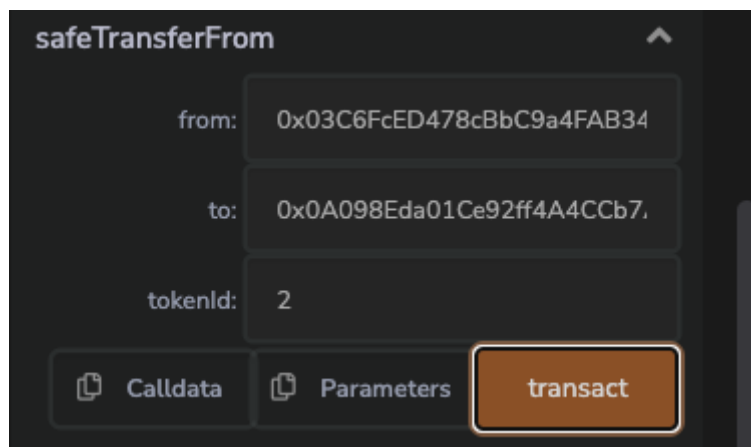 safeTransferFrom
from: 0x03C6FcED478cBbC9a4FAB34
to: 0x0A098Eda01Ce92ff4A4CCb7
tokenId: 2
Calldata Parameters transact